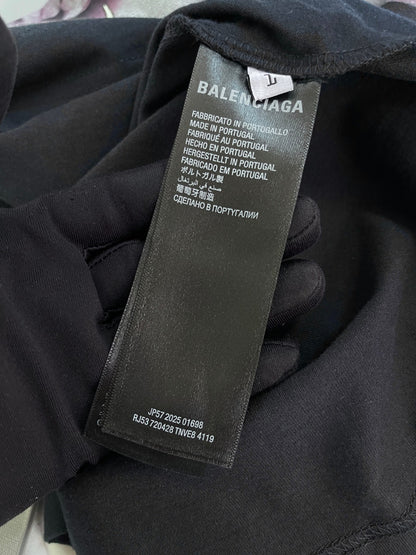 L
BALENCIAGA
FABBRICATO IN PORTOGALLO
MADE IN PORTUGAL
FABRIQUÉ AU PORTUGAL
HECHO EN PORTUGAL
HERGESTELLT IN PORTUGAL
FABRICADO EM PORTUGAL
ポルトガル製
صنع في البرتغال
葡萄牙制造
СДЕЛАНО В ПОРТУГАЛИИ
JP57 2025 01698
RJ53 720428 TNVE8 4119